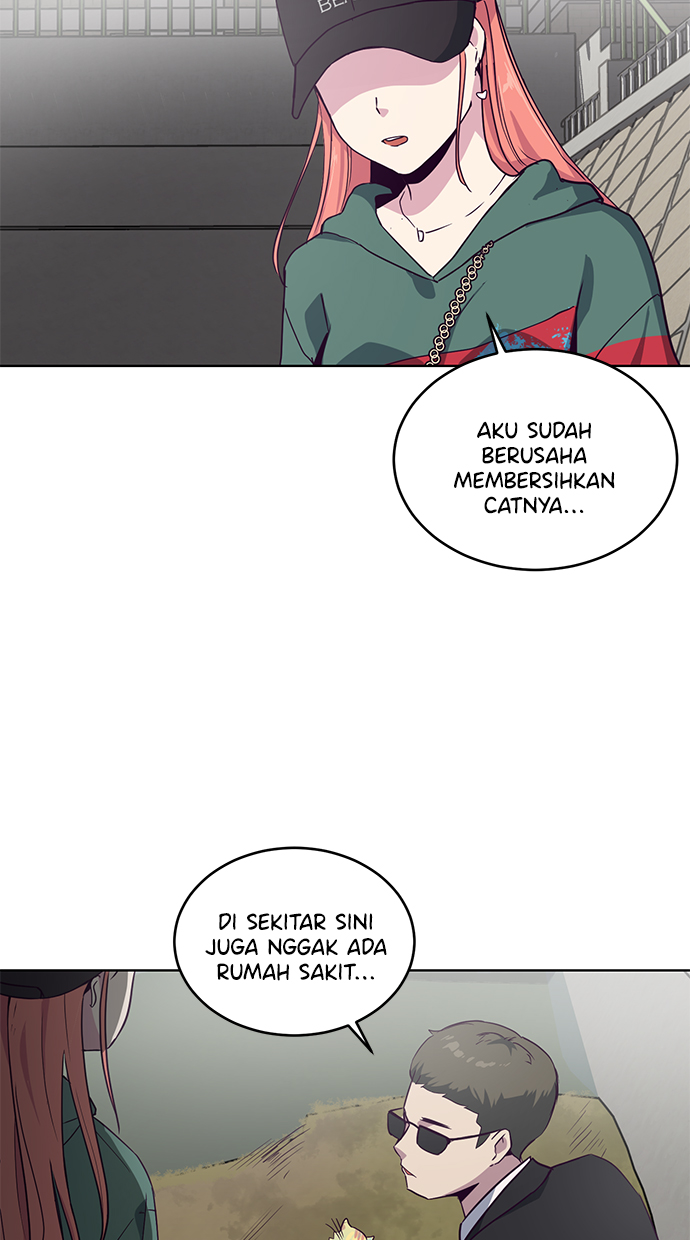 AKU SUDAH
BERUSAHA
MEMBERSIHKAN
CATNYA...
DI SEKITAR SINI
JUGA NGGAK ADA
RUMAH SAKIT...